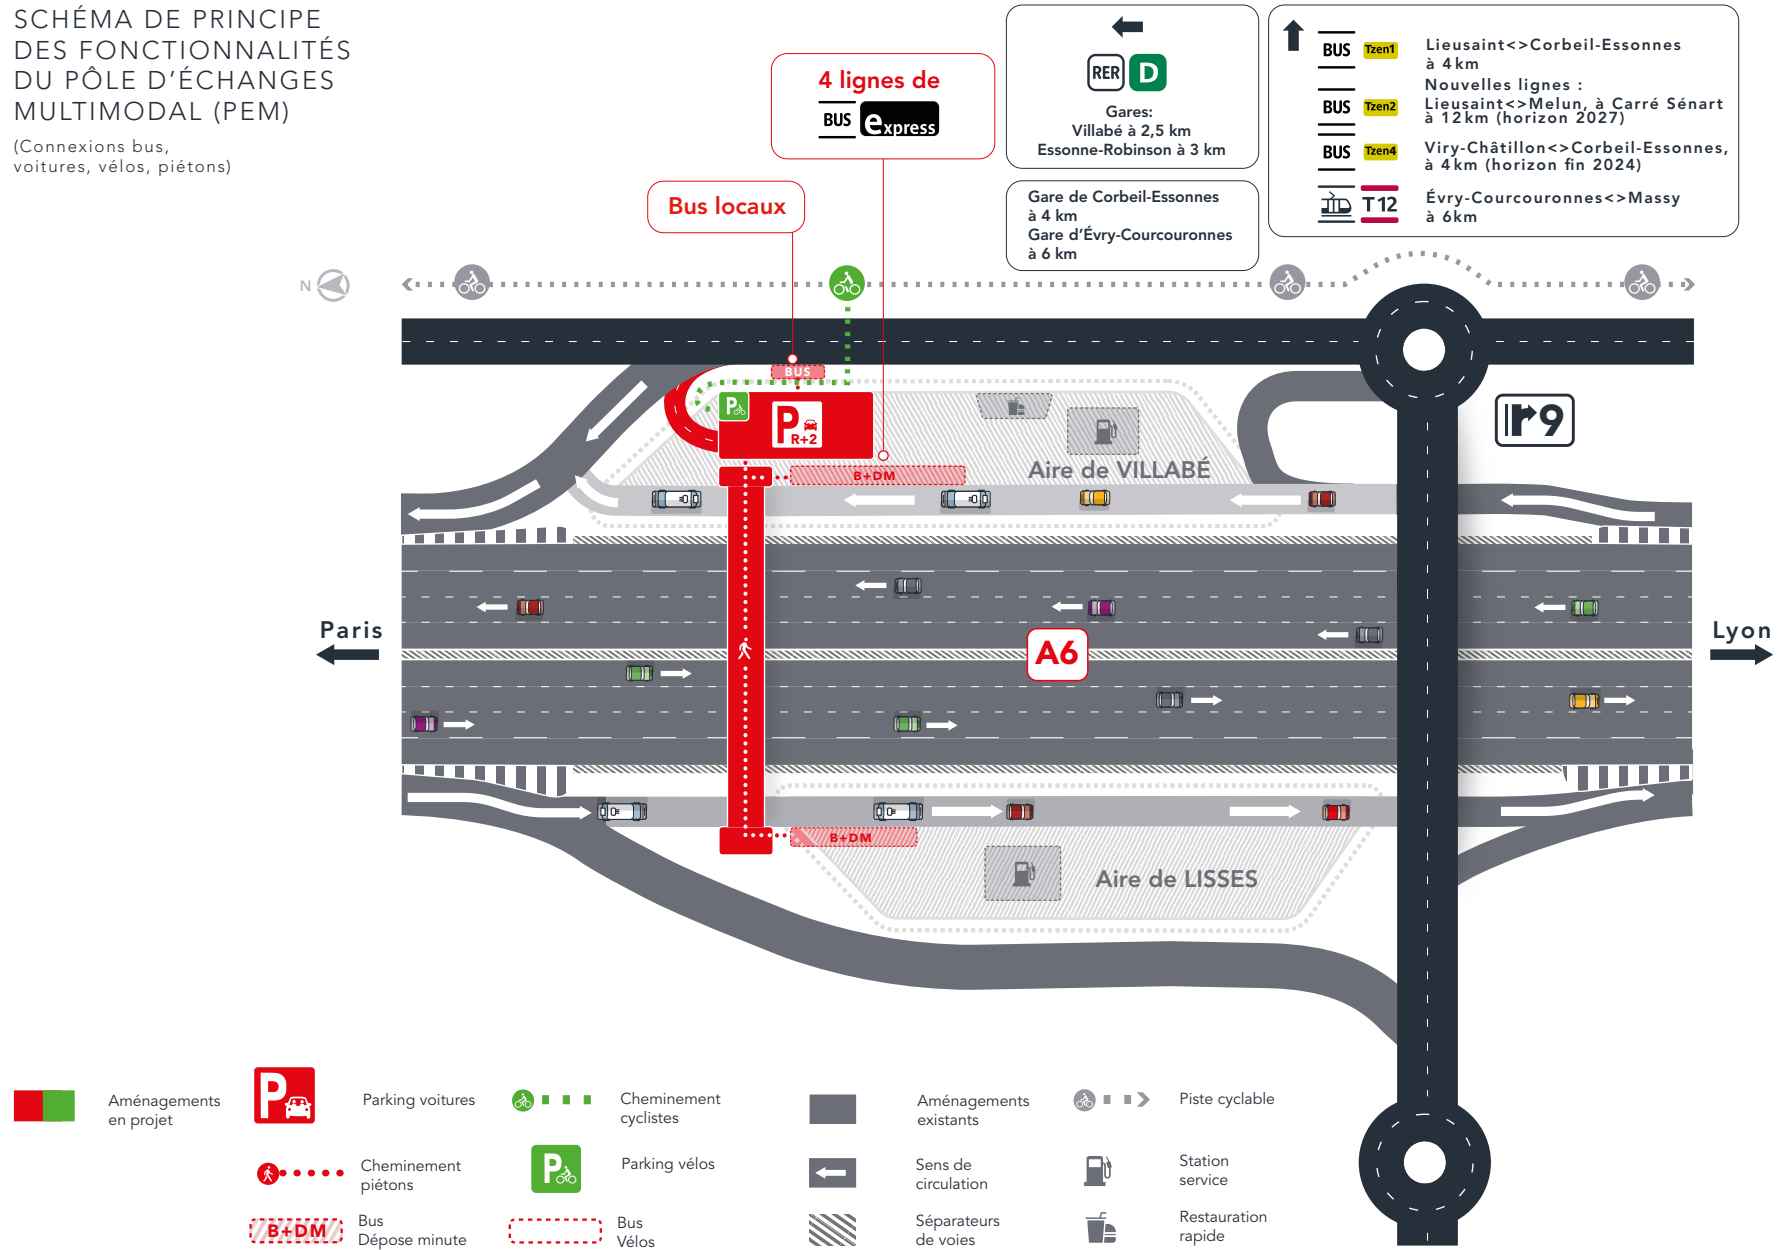 SCHÉMA DE PRINCIPE
DES FONCTIONNALITÉS
DU PÔLE D'ÉCHANGES
MULTIMODAL (PEM)
(Connexions bus,
voitures, vélos, piétons)
4 lignes de
BUS express
Bus locaux
RER D
Gares:
Villabé à 2,5 km
Essonne-Robinson à 3 km
Gare de Corbeil-Essonnes
à 4 km
Gare d'Évry-Courcouronnes
à 6 km
BUS Tzen1 Lieusaint<>Corbeil-Essonnes
à 4km
Nouvelles lignes :
BUS Tzen2 Lieusaint<>Melun, à Carré Sénart
à 12km (horizon 2027)
BUS Tzen4 Viry-Châtillon<>Corbeil-Essonnes,
à 4km (horizon fin 2024)
T12 Évry-Courcouronnes<>Massy
à 6km
N
BUS
P
P
R+2
9
Aire de VILLABÉ
B+DM
Paris
A6
Lyon
B+DM
Aire de LISSES
Aménagements
en projet
P
Parking voitures
Cheminement
cyclistes
Aménagements
existants
Piste cyclable
Cheminement
piétons
P
Parking vélos
Sens de
circulation
Station
service
B+DM
Bus
Dépose minute
Bus
Vélos
Séparateurs
de voies
Restauration
rapide